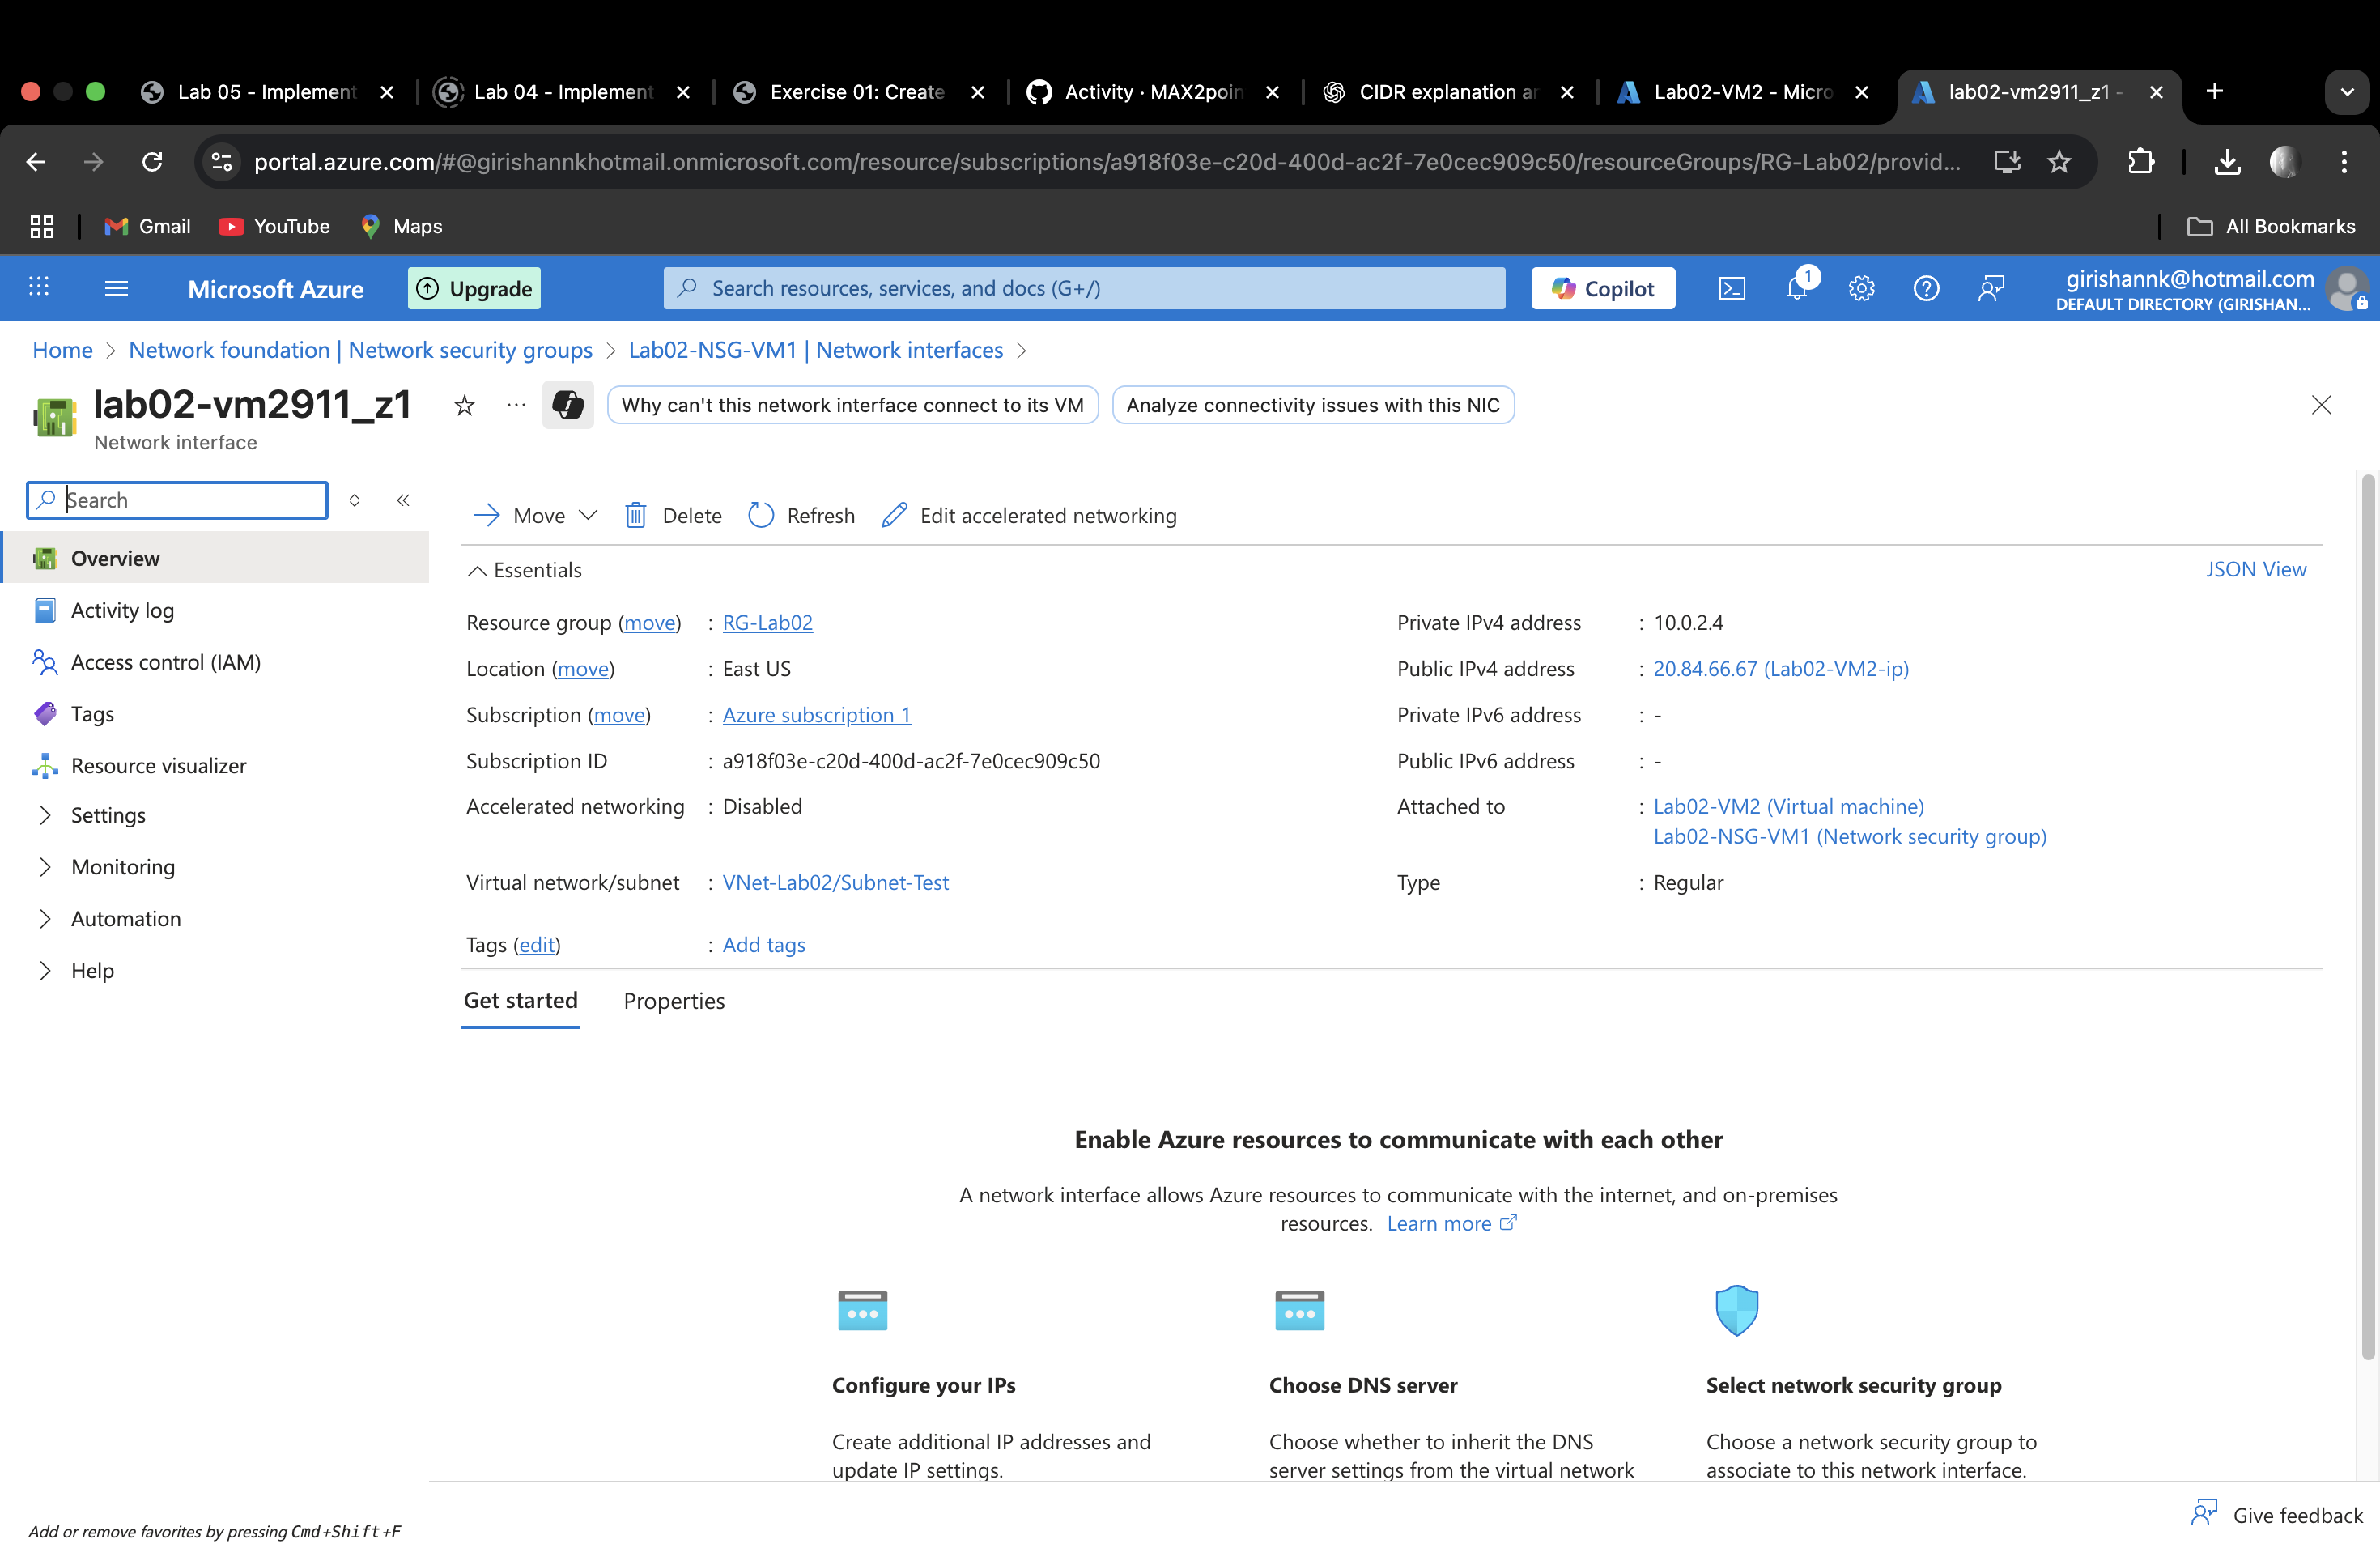 Lab 05 - Implement
Lab 04 - Implement
Exercise 01: Create
Activity · MAX2poin
CIDR explanation ar
Lab02-VM2 - Micro
lab02-vm2911_z1 -
portal.azure.com/#@girishannkhotmail.onmicrosoft.com/resource/subscriptions/a918f03e-c20d-400d-ac2f-7e0cec909c50/resourceGroups/RG-Lab02/provid...
Gmail
YouTube
Maps
All Bookmarks
Microsoft Azure
Upgrade
Search resources, services, and docs (G+/)
Copilot
1
girishannk@hotmail.com
DEFAULT DIRECTORY (GIRISHAN...
Home > Network foundation | Network security groups > Lab02-NSG-VM1 | Network interfaces >
lab02-vm2911_z1
Network interface
Why can't this network interface connect to its VM
Analyze connectivity issues with this NIC
Search
Overview
Activity log
Access control (IAM)
Tags
Resource visualizer
Settings
Monitoring
Automation
Help
Move
Delete
Refresh
Edit accelerated networking
Essentials
JSON View
Resource group (move) : RG-Lab02
Location (move) : East US
Subscription (move) : Azure subscription 1
Subscription ID : a918f03e-c20d-400d-ac2f-7e0cec909c50
Accelerated networking : Disabled
Virtual network/subnet : VNet-Lab02/Subnet-Test
Private IPv4 address : 10.0.2.4
Public IPv4 address : 20.84.66.67 (Lab02-VM2-ip)
Private IPv6 address : -
Public IPv6 address : -
Attached to : Lab02-VM2 (Virtual machine)
Lab02-NSG-VM1 (Network security group)
Type : Regular
Tags (edit) : Add tags
Get started
Properties
Enable Azure resources to communicate with each other
A network interface allows Azure resources to communicate with the internet, and on-premises
resources. Learn more
Configure your IPs
Create additional IP addresses and
update IP settings.
Choose DNS server
Choose whether to inherit the DNS
server settings from the virtual network
Select network security group
Choose a network security group to
associate to this network interface.
Add or remove favorites by pressing Cmd+Shift+F
Give feedback